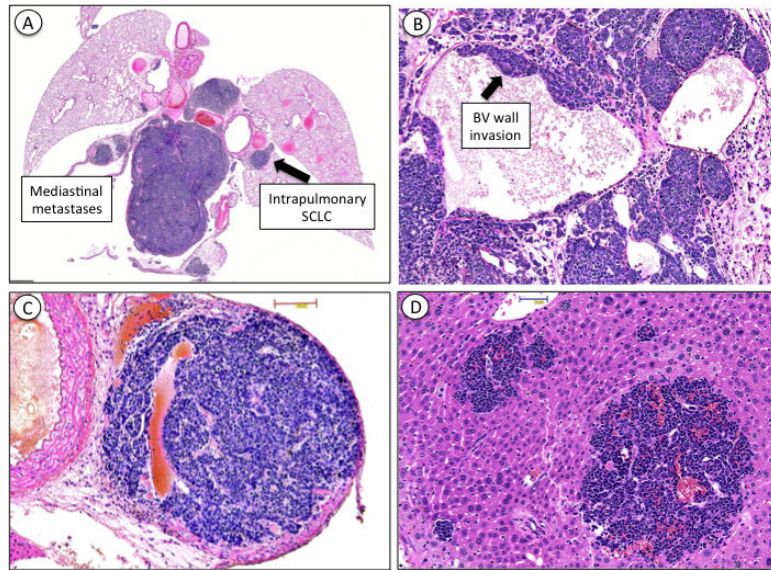 A
B
Mediastinal
metastases
Intrapulmonary
SCLC
BV wall
invasion
C
D